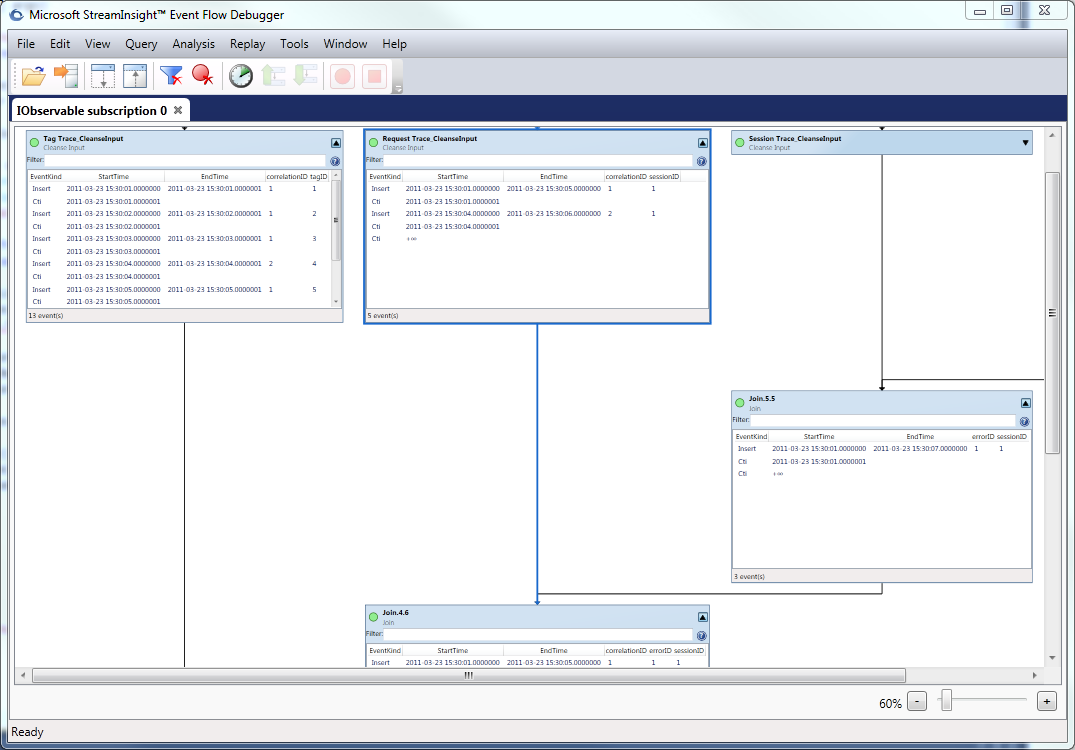 Microsoft StreamInsight™ Event Flow Debugger
File Edit View Query Analysis Replay Tools Window Help
IObservable subscription 0
Tag Trace_CleanseInput
Cleanse Input
Filter:
EventKind StartTime EndTime correlationID tagID
Insert 2011-03-23 15:30:01.0000000 2011-03-23 15:30:01.0000001 1 1
Cti 2011-03-23 15:30:01.0000001
Insert 2011-03-23 15:30:02.0000000 2011-03-23 15:30:02.0000001 1 2
Cti 2011-03-23 15:30:02.0000001
Insert 2011-03-23 15:30:03.0000000 2011-03-23 15:30:03.0000001 1 3
Cti 2011-03-23 15:30:03.0000001
Insert 2011-03-23 15:30:04.0000000 2011-03-23 15:30:04.0000001 2 4
Cti 2011-03-23 15:30:04.0000001
Insert 2011-03-23 15:30:05.0000000 2011-03-23 15:30:05.0000001 1 5
Cti 2011-03-23 15:30:05.0000001
13 event(s)
Request Trace_CleanseInput
Cleanse Input
Filter:
EventKind StartTime EndTime correlationID sessionID
Insert 2011-03-23 15:30:01.0000000 2011-03-23 15:30:05.0000000 1 1
Cti 2011-03-23 15:30:01.0000001
Insert 2011-03-23 15:30:04.0000000 2011-03-23 15:30:06.0000000 2 1
Cti 2011-03-23 15:30:04.0000001
Cti +∞
5 event(s)
Session Trace_CleanseInput
Cleanse Input
Join.5.5
Join
Filter:
EventKind StartTime EndTime errorID sessionID
Insert 2011-03-23 15:30:01.0000000 2011-03-23 15:30:07.0000000 1 1
Cti 2011-03-23 15:30:01.0000001
Cti +∞
3 event(s)
Join.4.6
Join
Filter:
EventKind StartTime EndTime correlationID errorID sessionID
Insert 2011-03-23 15:30:01.0000000 2011-03-23 15:30:05.0000000 1 1 1
60% - +
Ready